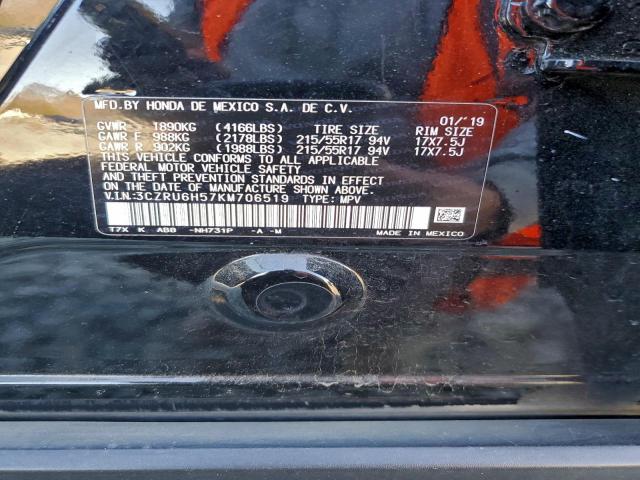 MFD. BY HONDA DE MEXICO S.A. DE C.V.
01/'19
GVWR 1890KG (4166LBS) TIRE SIZE RIM SIZE
GAWR F 988KG (2178LBS) 215/55R17 94V 17X7.5J
GAWR R 902KG (1988LBS) 215/55R17 94V 17X7.5J
THIS VEHICLE CONFORMS TO ALL APPLICABLE
FEDERAL MOTOR VEHICLE SAFETY
AND THEFT PREVENTION STANDARDS IN EFFECT ON THE DATE OF MANUFACTURE SHOWN ABOVE.
V.I.N.:3CZRU6H57KM706519 TYPE: MPV
T7X K AB8 -NH731P -A -M MADE IN MEXICO